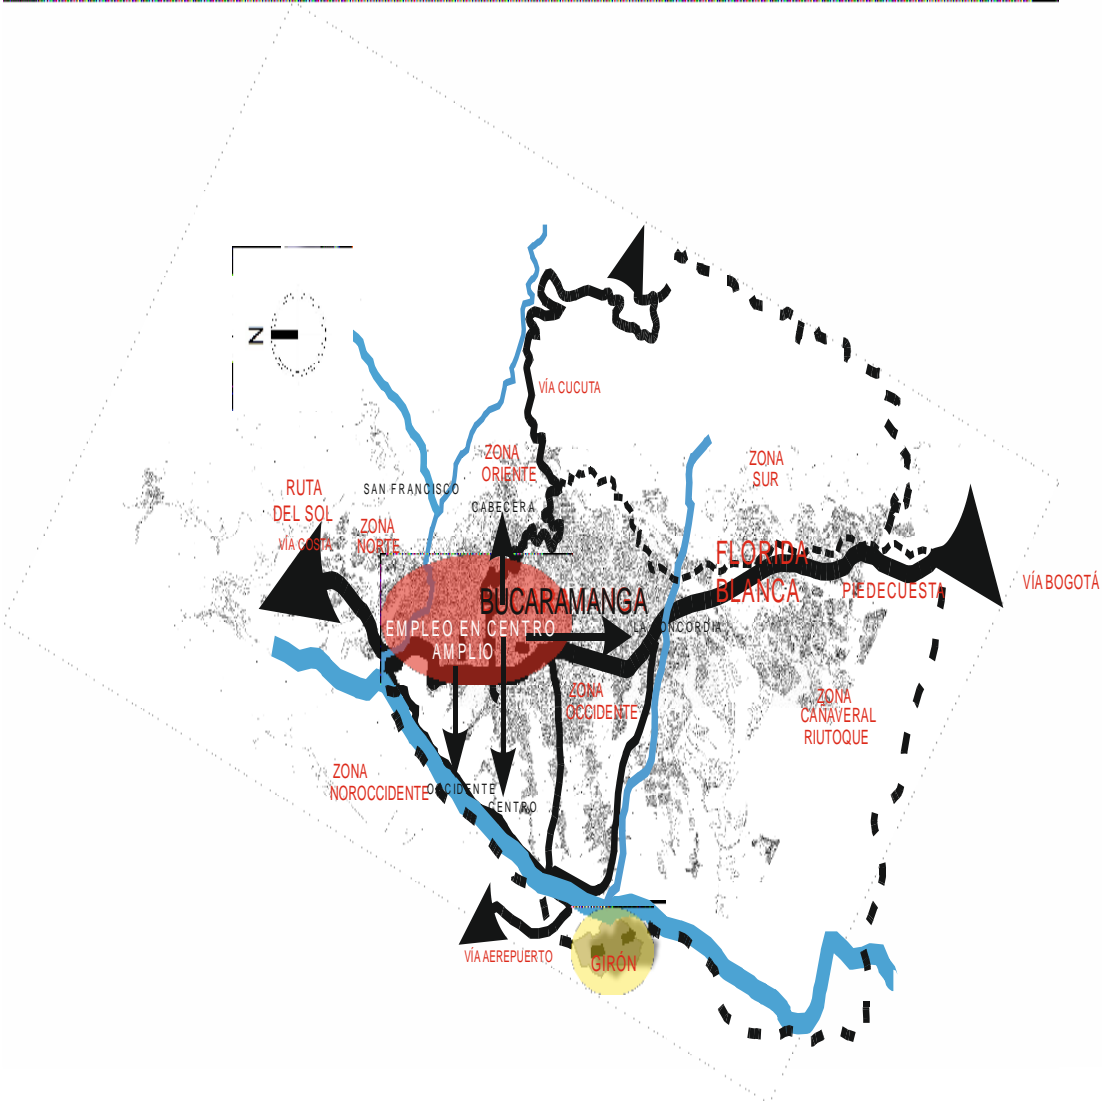 N
VÍA CUCUTA
ZONA
ORIENTE
ZONA
SUR
RUTA
DEL SOL
SAN FRANCISCO
CABECERA
ZONA
NORTE
VÍA COSTA
FLORIDA
BLANCA
PIEDECUESTA
VÍA BOGOTÁ
BUCARAMANGA
EMPLEO EN CENTRO
AMPLIO
LA CONCORDIA
ZONA
OCCIDENTE
ZONA
CAÑAVERAL
RIUTOQUE
ZONA
NOROCCIDENTE
OCCIDENTE
CENTRO
VÍA AEREPUERTO
GIRÓN